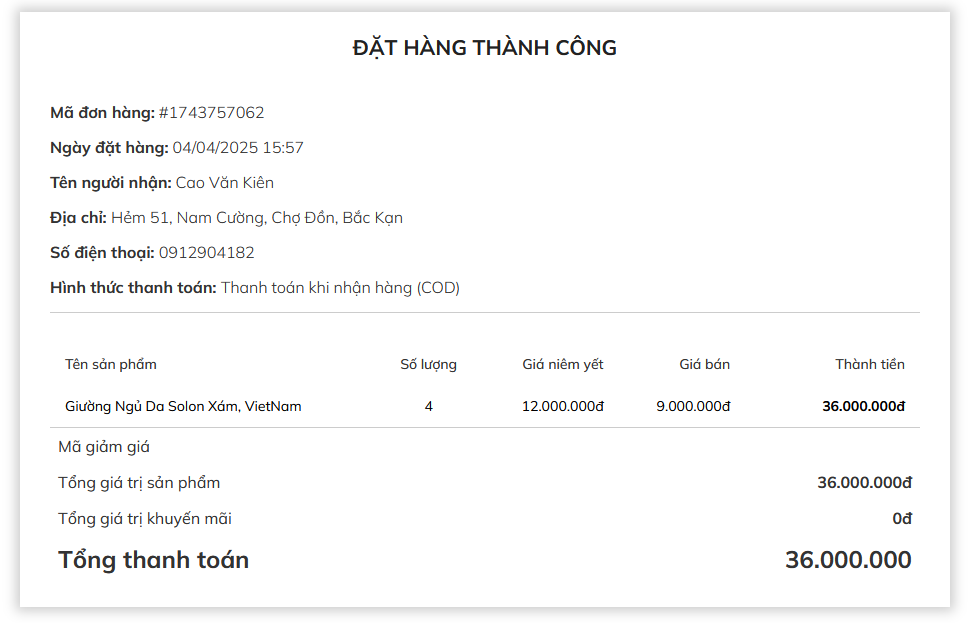 ĐẶT HÀNG THÀNH CÔNG
Mã đơn hàng: #1743757062
Ngày đặt hàng: 04/04/2025 15:57
Tên người nhận: Cao Văn Kiên
Địa chỉ: Hẻm 51, Nam Cường, Chợ Đồn, Bắc Kạn
Số điện thoại: 0912904182
Hình thức thanh toán: Thanh toán khi nhận hàng (COD)
Tên sản phẩm Số lượng Giá niêm yết Giá bán Thành tiền
Giường Ngủ Da Solon Xám, VietNam 4 12.000.000đ 9.000.000đ 36.000.000đ
Mã giảm giá
Tổng giá trị sản phẩm 36.000.000đ
Tổng giá trị khuyến mãi 0đ
Tổng thanh toán 36.000.000